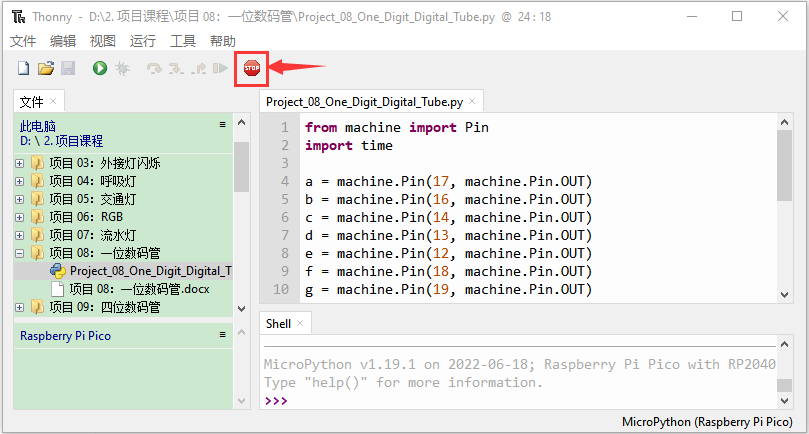 Thonny - D:\2. 项目课程\项目 08：一位数码管\Project_08_One_Digit_Digital_Tube.py @ 24 : 18
文件 编辑 视图 运行 工具 帮助
STOP
文件 ×
此电脑
D: \ 2. 项目课程
项目 03：外接灯闪烁
项目 04：呼吸灯
项目 05：交通灯
项目 06：RGB
项目 07：流水灯
项目 08：一位数码管
Project_08_One_Digit_Digital_T
项目 08：一位数码管.docx
项目 09：四位数码管
Raspberry Pi Pico
Project_08_One_Digit_Digital_Tube.py ×
1 from machine import Pin
2 import time
3
4 a = machine.Pin(17, machine.Pin.OUT)
5 b = machine.Pin(16, machine.Pin.OUT)
6 c = machine.Pin(14, machine.Pin.OUT)
7 d = machine.Pin(13, machine.Pin.OUT)
8 e = machine.Pin(12, machine.Pin.OUT)
9 f = machine.Pin(18, machine.Pin.OUT)
10 g = machine.Pin(19, machine.Pin.OUT)
Shell ×
MicroPython v1.19.1 on 2022-06-18; Raspberry Pi Pico with RP2040
Type "help()" for more information.
>>>
MicroPython (Raspberry Pi Pico)